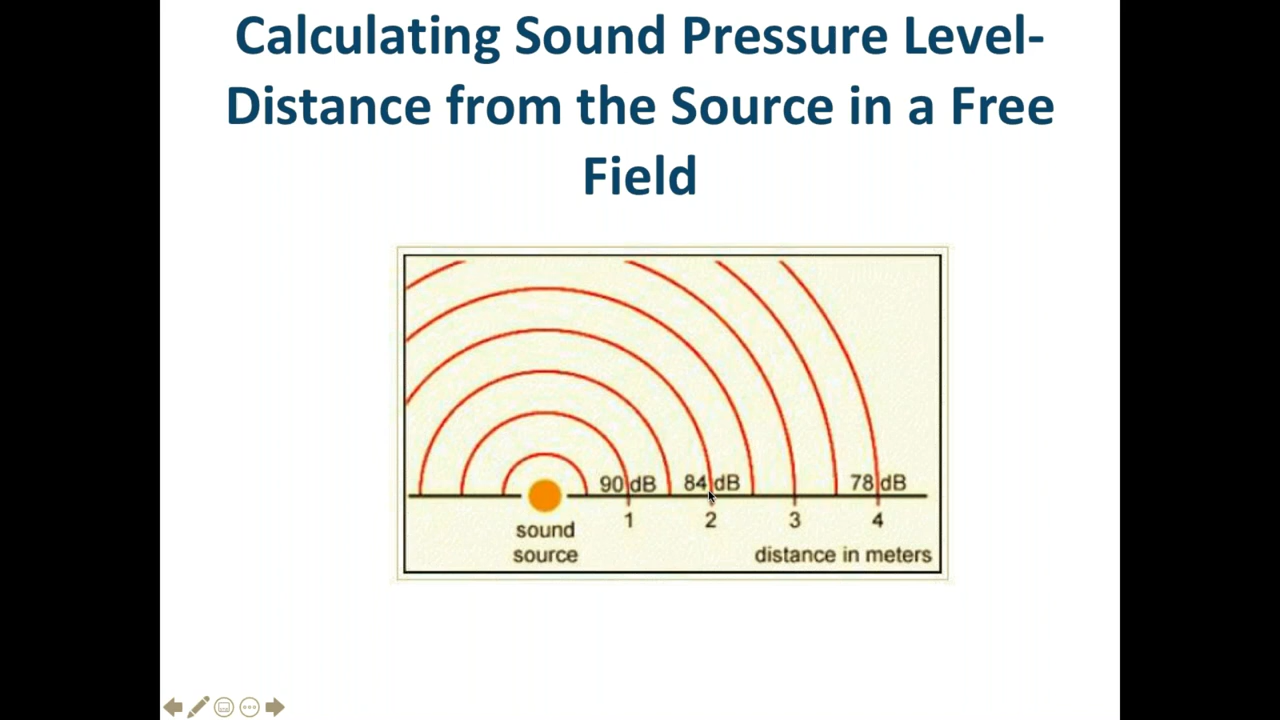 Calculating Sound Pressure Level-
Distance from the Source in a Free
Field
90 dB 84 dB 78 dB
1 2 3 4
sound
source
distance in meters